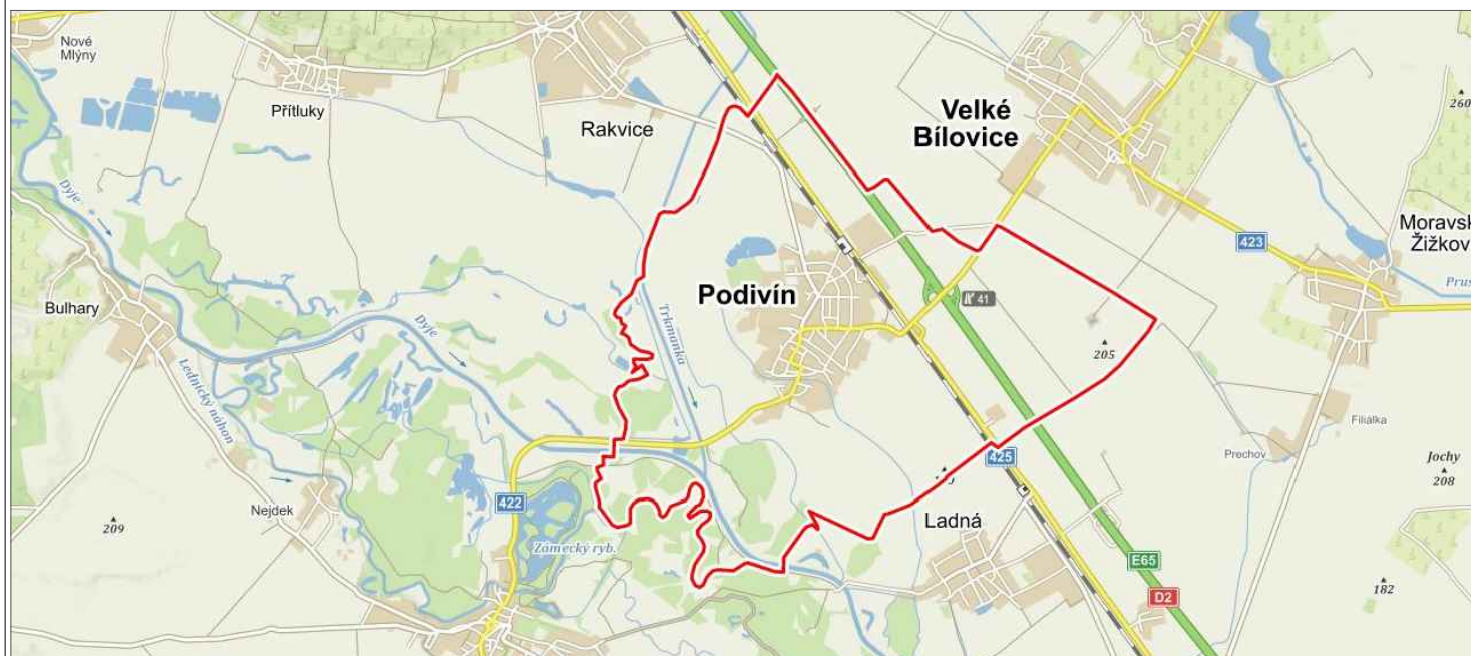 Nové
Mlýny
Přítluky
Rakvice
Velké
Bílovice
260
Dyje
Moravsk
Žižkov
423
Prus
Bulhary
Podivín
41
Trkmanka
Dyje
205
Lednický náhon
Filiálka
Prechov
Jochy
208
425
422
Nejdek
209
Ladná
Zámecký ryb.
E65
D2
182